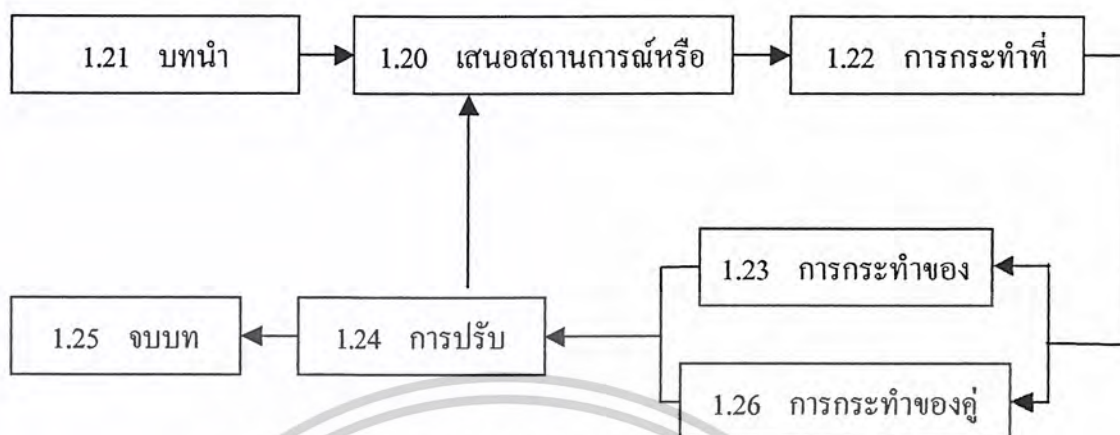 1.21 บทนำ
1.20 เสนอสถานการณ์หรือ
1.22 การกระทำที่
1.23 การกระทำของ
1.25 จบบท
1.24 การปรับ
1.26 การกระทำของคู่